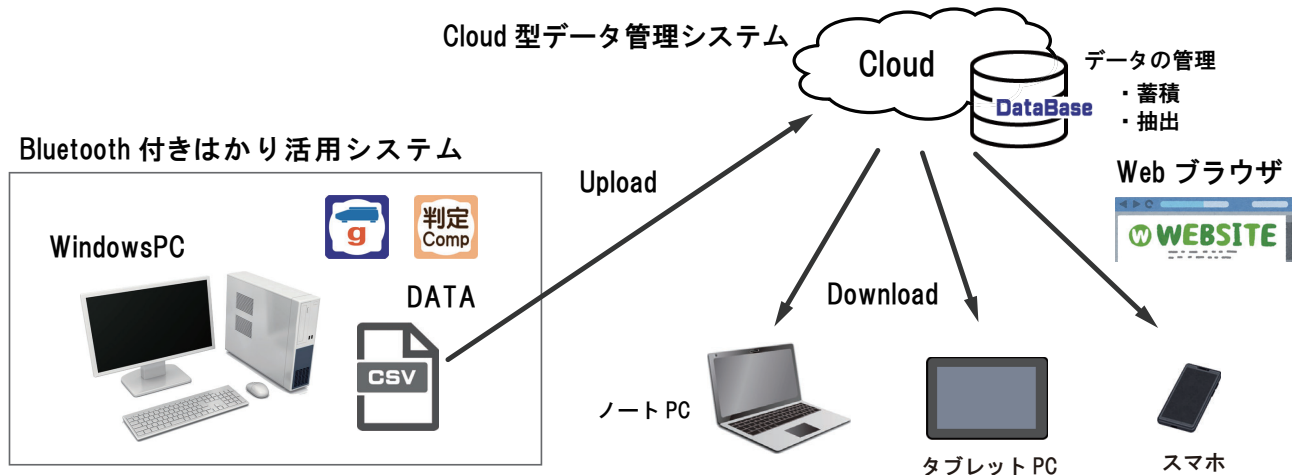 Cloud 型データ管理システム
Cloud
DataBase
データの管理
・蓄積
・抽出
Bluetooth 付きはかり活用システム
Upload
Web ブラウザ
WEBSITE
WindowsPC
g
判定
Comp
DATA
CSV
Download
ノート PC
タブレット PC
スマホ